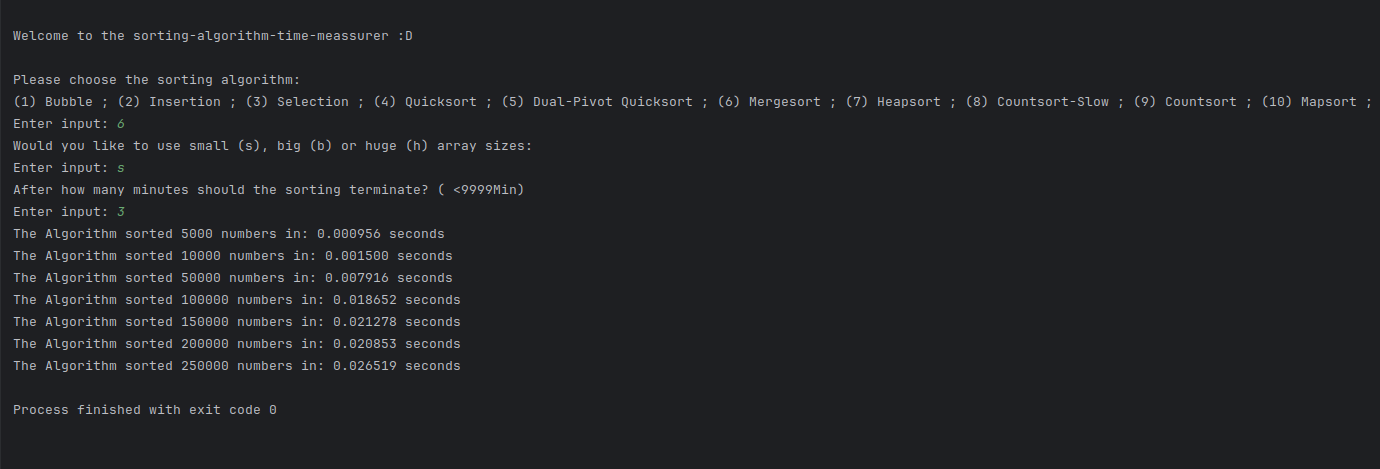 Welcome to the sorting-algorithm-time-meassurer :D
Please choose the sorting algorithm:
(1) Bubble ; (2) Insertion ; (3) Selection ; (4) Quicksort ; (5) Dual-Pivot Quicksort ; (6) Mergesort ; (7) Heapsort ; (8) Countsort-Slow ; (9) Countsort ; (10) Mapsort ;
Enter input: 6
Would you like to use small (s), big (b) or huge (h) array sizes:
Enter input: s
After how many minutes should the sorting terminate? ( <9999Min)
Enter input: 3
The Algorithm sorted 5000 numbers in: 0.000956 seconds
The Algorithm sorted 10000 numbers in: 0.001500 seconds
The Algorithm sorted 50000 numbers in: 0.007916 seconds
The Algorithm sorted 100000 numbers in: 0.018652 seconds
The Algorithm sorted 150000 numbers in: 0.021278 seconds
The Algorithm sorted 200000 numbers in: 0.020853 seconds
The Algorithm sorted 250000 numbers in: 0.026519 seconds
Process finished with exit code 0